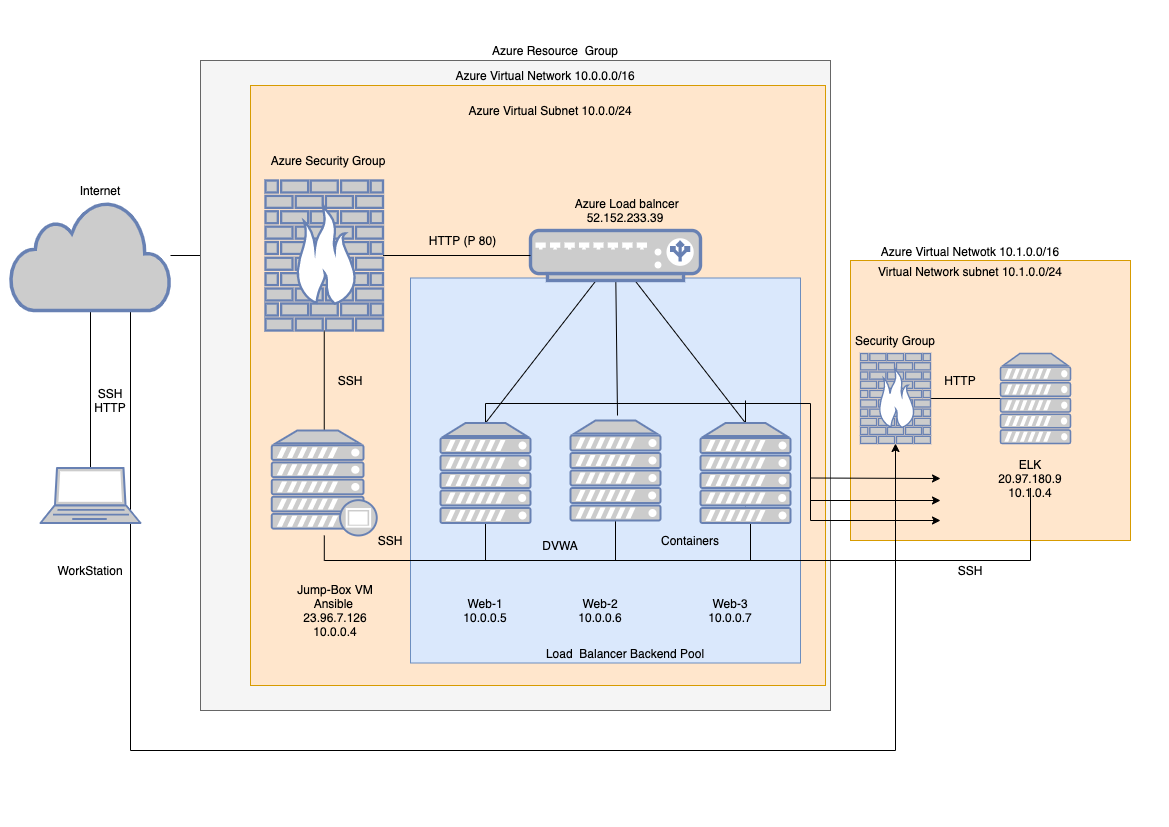 Azure Resource Group
Azure Virtual Network 10.0.0.0/16
Azure Virtual Subnet 10.0.0/24
Azure Security Group
Internet
Azure Load balncer
52.152.233.39
HTTP (P 80)
Azure Virtual Netwotk 10.1.0.0/16
Virtual Network subnet 10.1.0.0/24
Security Group
HTTP
SSH
SSH
HTTP
ELK
20.97.180.9
10.1.0.4
SSH
DVWA
Containers
WorkStation
SSH
Jump-Box VM
Ansible
23.96.7.126
10.0.0.4
Web-1
10.0.0.5
Web-2
10.0.0.6
Web-3
10.0.0.7
Load Balancer Backend Pool